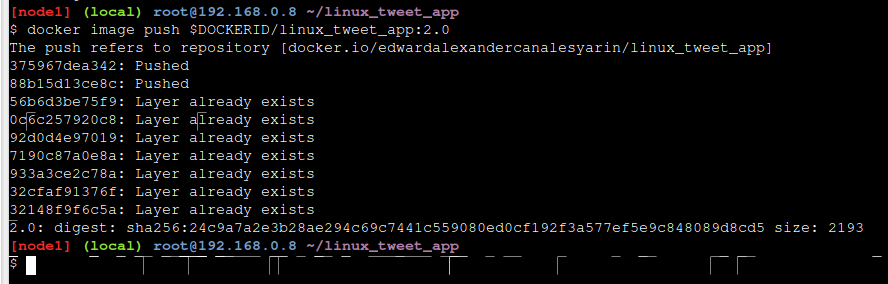 [node1] (local) root@192.168.0.8 ~/linux_tweet_app
$ docker image push $DOCKERID/linux_tweet_app:2.0
The push refers to repository [docker.io/edwardalexandercanalesyarin/linux_tweet_app]
375967dea342: Pushed
88b15d13ce8c: Pushed
56b6d3be75f9: Layer already exists
0c6c257920c8: Layer already exists
92d0d4e97019: Layer already exists
7190c87a0e8a: Layer already exists
933a3ce2c78a: Layer already exists
32cfaf91376f: Layer already exists
32148f9f6c5a: Layer already exists
2.0: digest: sha256:24c9a7a2e3b28ae294c69c7441c559080ed0cf192f3a577ef5e9c848089d8cd5 size: 2193
[node1] (local) root@192.168.0.8 ~/linux_tweet_app
$